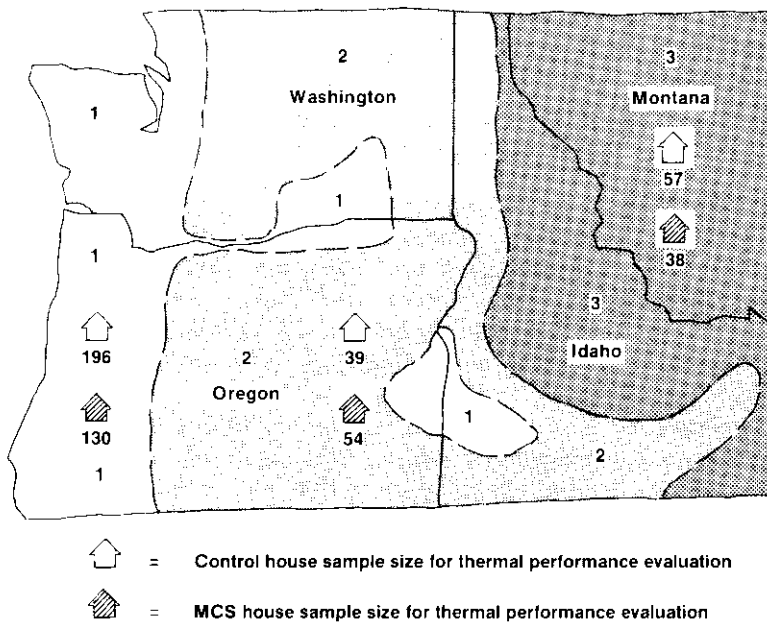 2
Washington
3
Montana
1
57
1
38
1
3
Idaho
196
2
Oregon
39
130
54
1
2
1
= Control house sample size for thermal performance evaluation
= MCS house sample size for thermal performance evaluation